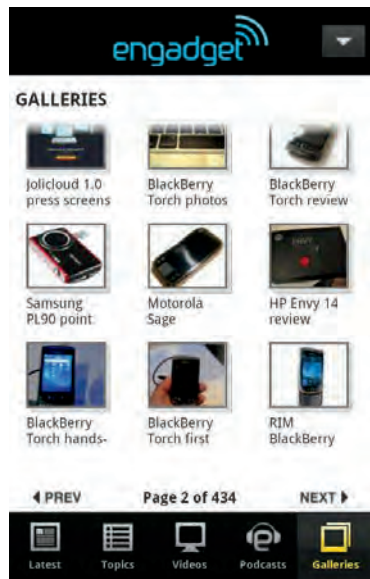 engadget
GALLERIES
Jolicloud 1.0
press screens
BlackBerry
Torch photos
BlackBerry
Torch review
Samsung
PL90 point
Motorola
Sage
HP Envy 14
review
BlackBerry
Torch hands-
BlackBerry
Torch first
RIM
BlackBerry
PREV
Page 2 of 434
NEXT
Latest
Topics
Videos
Podcasts
Galleries